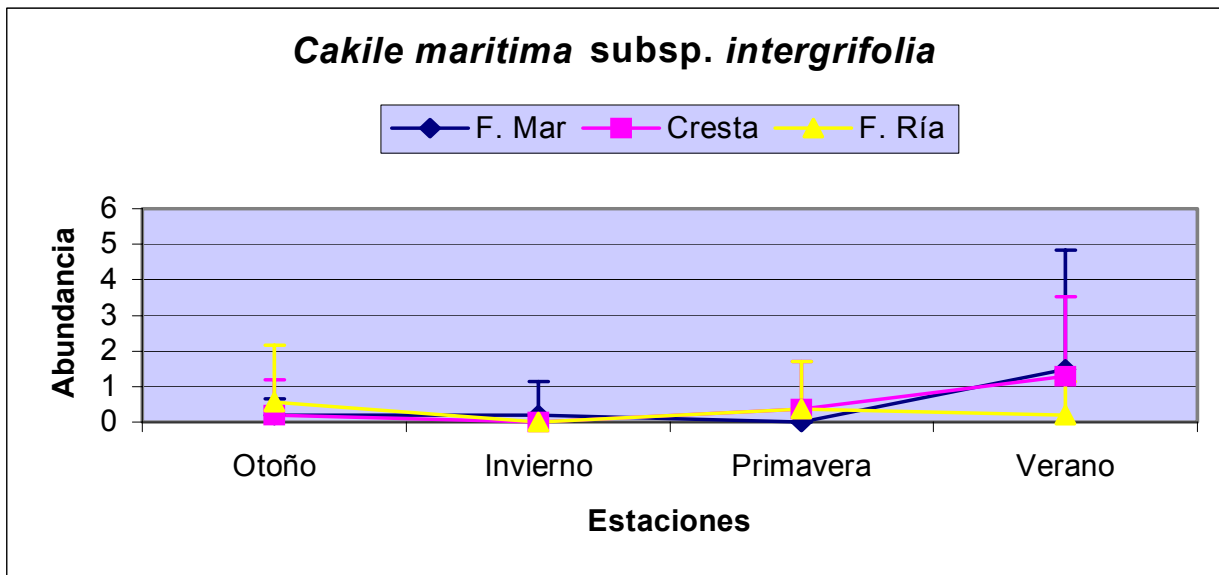 Cakile maritima subsp. intergrifolia
F. Mar Cresta F. Ría
Abundancia
6
5
4
3
2
1
0
Otoño Invierno Primavera Verano
Estaciones